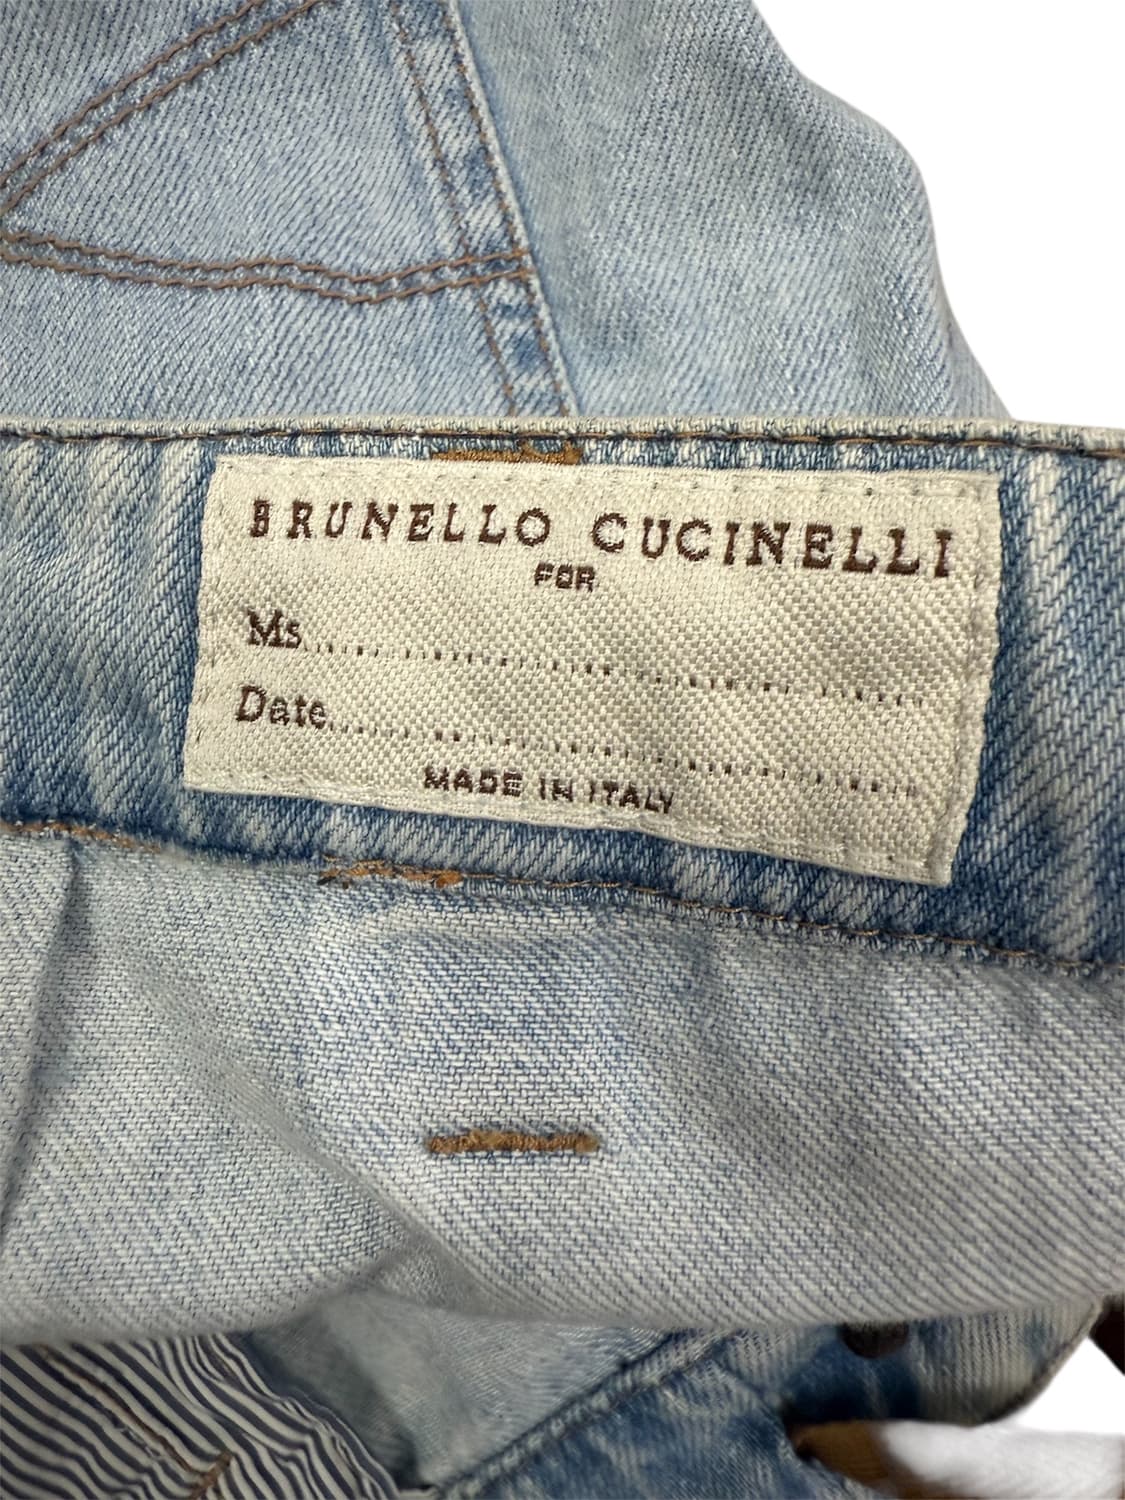 BRUNELLO CUCINELLI
FOR
Ms..............................
Date..............................
MADE IN ITALY